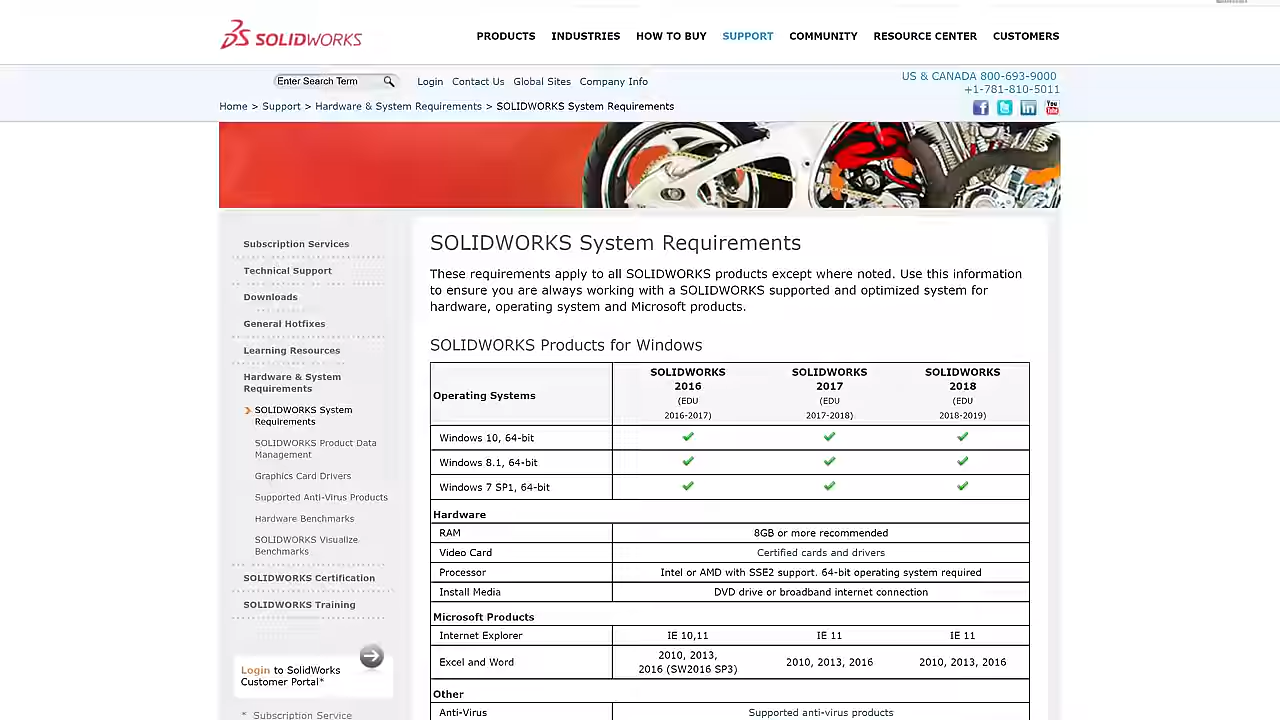 SOLIDWORKS
PRODUCTS INDUSTRIES HOW TO BUY SUPPORT COMMUNITY RESOURCE CENTER CUSTOMERS
Enter Search Term Login Contact Us Global Sites Company Info
US & CANADA 800-693-9000
+1-781-810-5011
Home > Support > Hardware & System Requirements > SOLIDWORKS System Requirements
Subscription Services
Technical Support
Downloads
General Hotfixes
Learning Resources
Hardware & System
Requirements
SOLIDWORKS System
Requirements
SOLIDWORKS Product Data
Management
Graphics Card Drivers
Supported Anti-Virus Products
Hardware Benchmarks
SOLIDWORKS Visualize
Benchmarks
SOLIDWORKS Certification
SOLIDWORKS Training
Login to SolidWorks
Customer Portal*
* Subscription Service
SOLIDWORKS System Requirements
These requirements apply to all SOLIDWORKS products except where noted. Use this information
to ensure you are always working with a SOLIDWORKS supported and optimized system for
hardware, operating system and Microsoft products.
SOLIDWORKS Products for Windows
Operating Systems
SOLIDWORKS
2016
(EDU
2016-2017)
SOLIDWORKS
2017
(EDU
2017-2018)
SOLIDWORKS
2018
(EDU
2018-2019)
Windows 10, 64-bit
Windows 8.1, 64-bit
Windows 7 SP1, 64-bit
Hardware
RAM 8GB or more recommended
Video Card Certified cards and drivers
Processor Intel or AMD with SSE2 support. 64-bit operating system required
Install Media DVD drive or broadband internet connection
Microsoft Products
Internet Explorer IE 10,11 IE 11 IE 11
Excel and Word 2010, 2013,
2016 (SW2016 SP3) 2010, 2013, 2016 2010, 2013, 2016
Other
Anti-Virus Supported anti-virus products